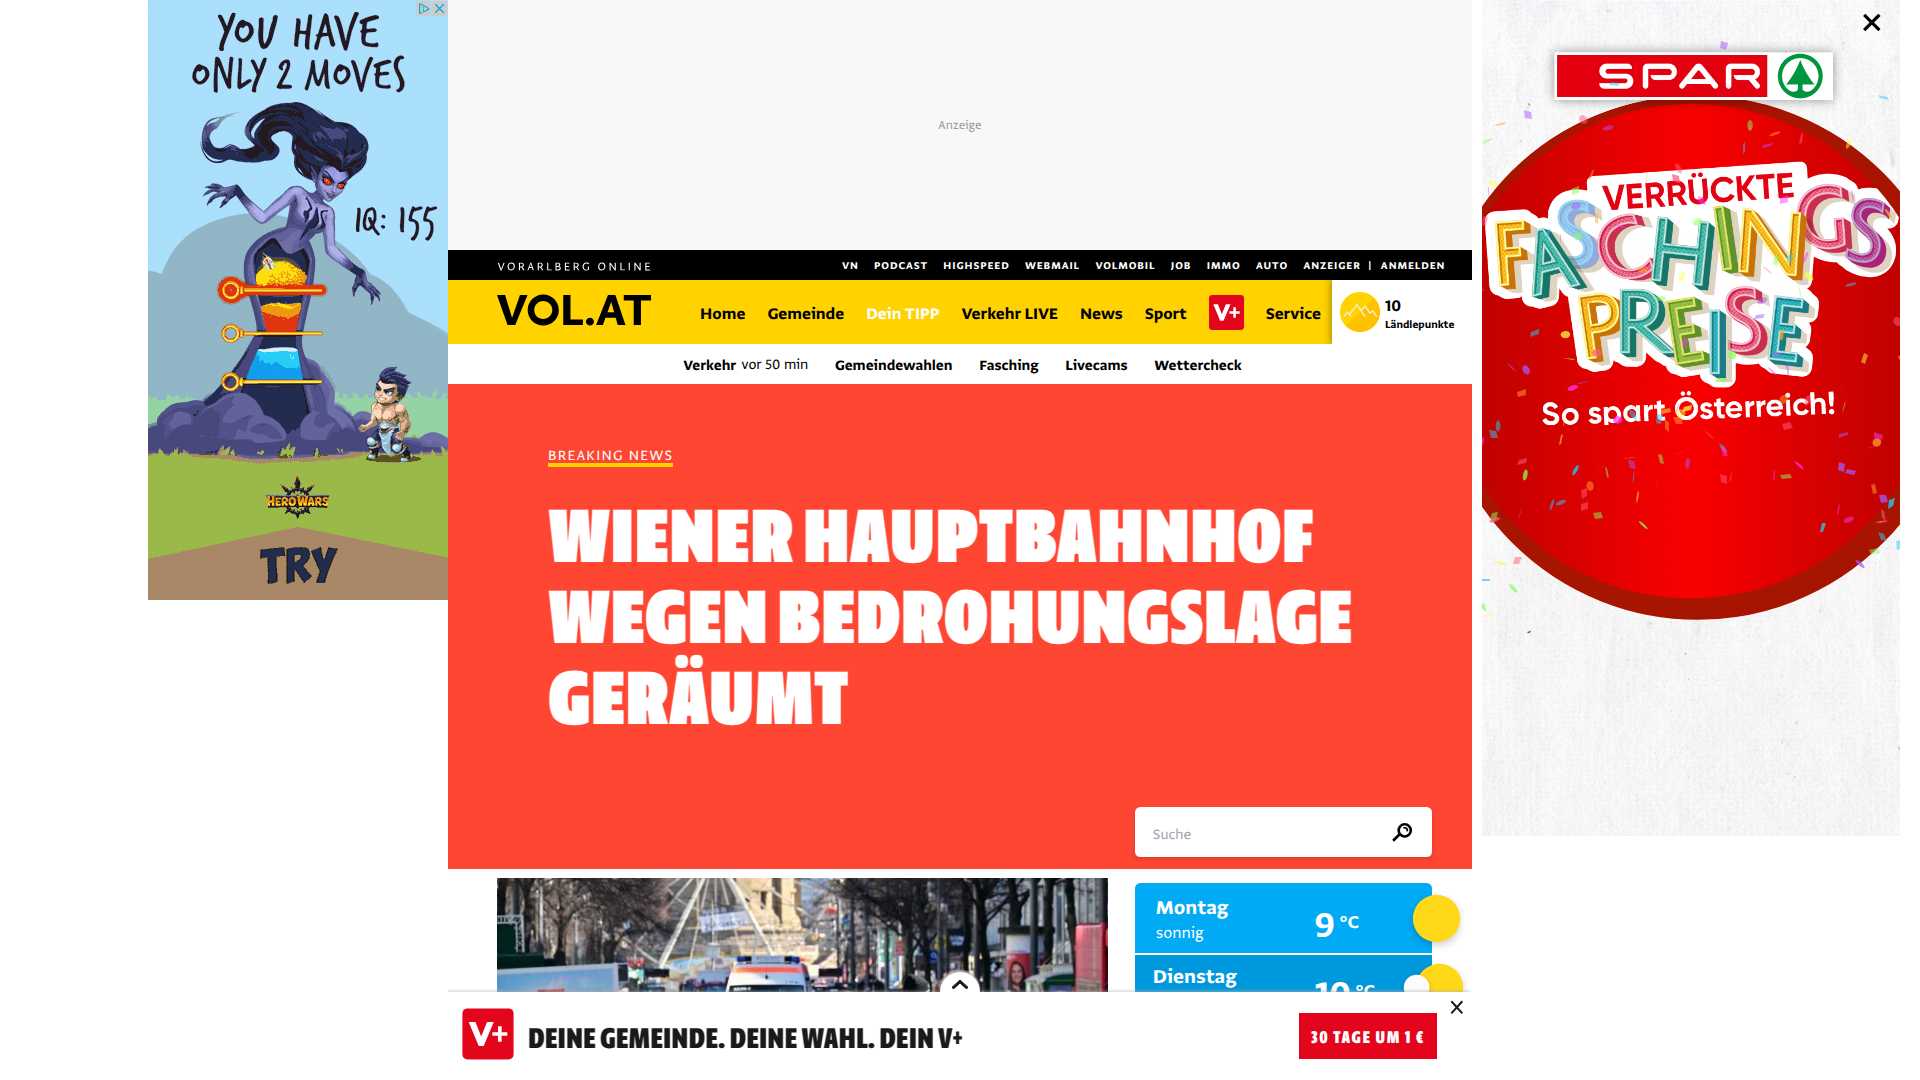 YOU HAVE
ONLY 2 MOVES
IQ: 155
HERO WARS
TRY
Anzeige
VORARLBERG ONLINE
VN PODCAST HIGHSPEED WEBMAIL VOLMOBIL JOB IMMO AUTO ANZEIGER | ANMELDEN
VOL.AT
Home Gemeinde Dein TIPP Verkehr LIVE News Sport V+ Service
10
Ländlepunkte
Verkehr vor 50 min Gemeindewahlen Fasching Livecams Wettercheck
BREAKING NEWS
WIENER HAUPTBAHNHOF
WEGEN BEDROHUNGSLAGE
GERÄUMT
Suche
Montag
sonnig
9 °C
Dienstag
10 °C
V+ DEINE GEMEINDE. DEINE WAHL. DEIN V+
30 TAGE UM 1 €
SPAR
VERRÜCKTE
FASCHINGS
PREISE
So spart Österreich!